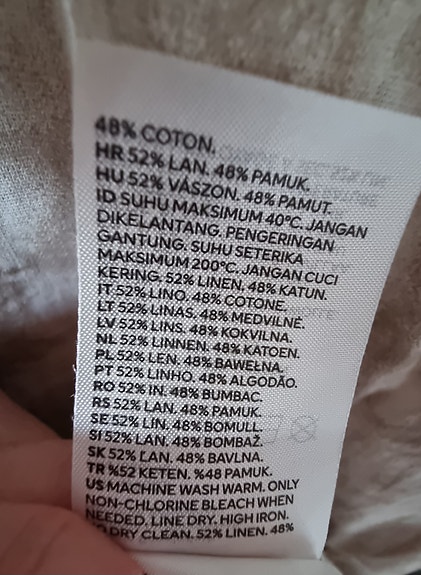 48% COTON.
HR 52% LAN. 48% PAMUK.
HU 52% VÁSZON. 48% PAMUT.
ID SUHU MAKSIMUM 40°C. JANGAN
DIKELANTANG. PENGERINGAN
GANTUNG. SUHU SETERIKA
MAKSIMUM 200°C. JANGAN CUCI
KERING. 52% LINEN. 48% KATUN.
IT 52% LINO. 48% COTONE.
LT 52% LINAS. 48% MEDVILNĖ.
LV 52% LINS. 48% KOKVILNA.
NL 52% LINNEN. 48% KATOEN.
PL 52% LEN. 48% BAWEŁNA.
PT 52% LINHO. 48% ALGODÃO.
RO 52% IN. 48% BUMBAC.
RS 52% LAN. 48% PAMUK.
SE 52% LIN. 48% BOMULL.
SI 52% LAN. 48% BOMBAŽ.
SK 52% LAN. 48% BAVLNA.
TR %52 KETEN. %48 PAMUK.
US MACHINE WASH WARM. ONLY
NON-CHLORINE BLEACH WHEN
NEEDED. LINE DRY. HIGH IRON.
DRY CLEAN. 52% LINEN. 48%